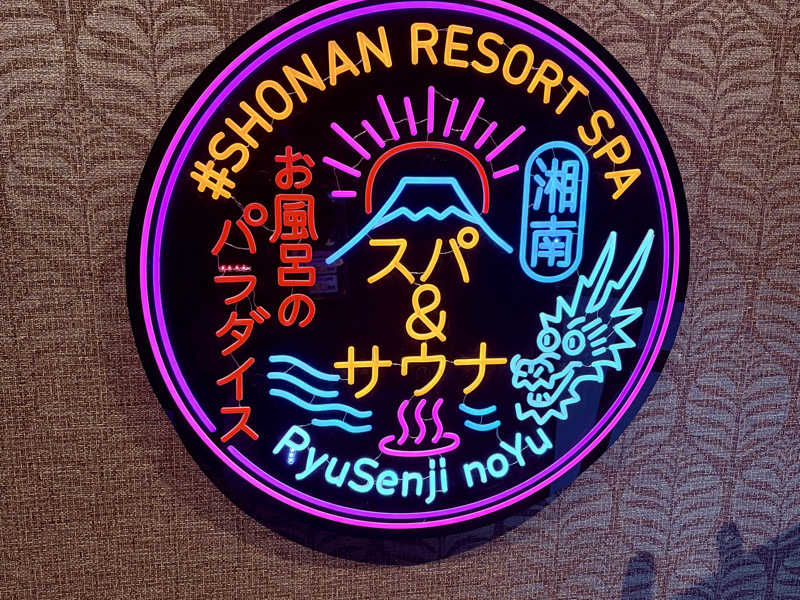 #SHONAN RESORT SPA
湘南
お風呂の
パラダイス
スパ
&
サウナ
RyuSenji noYu